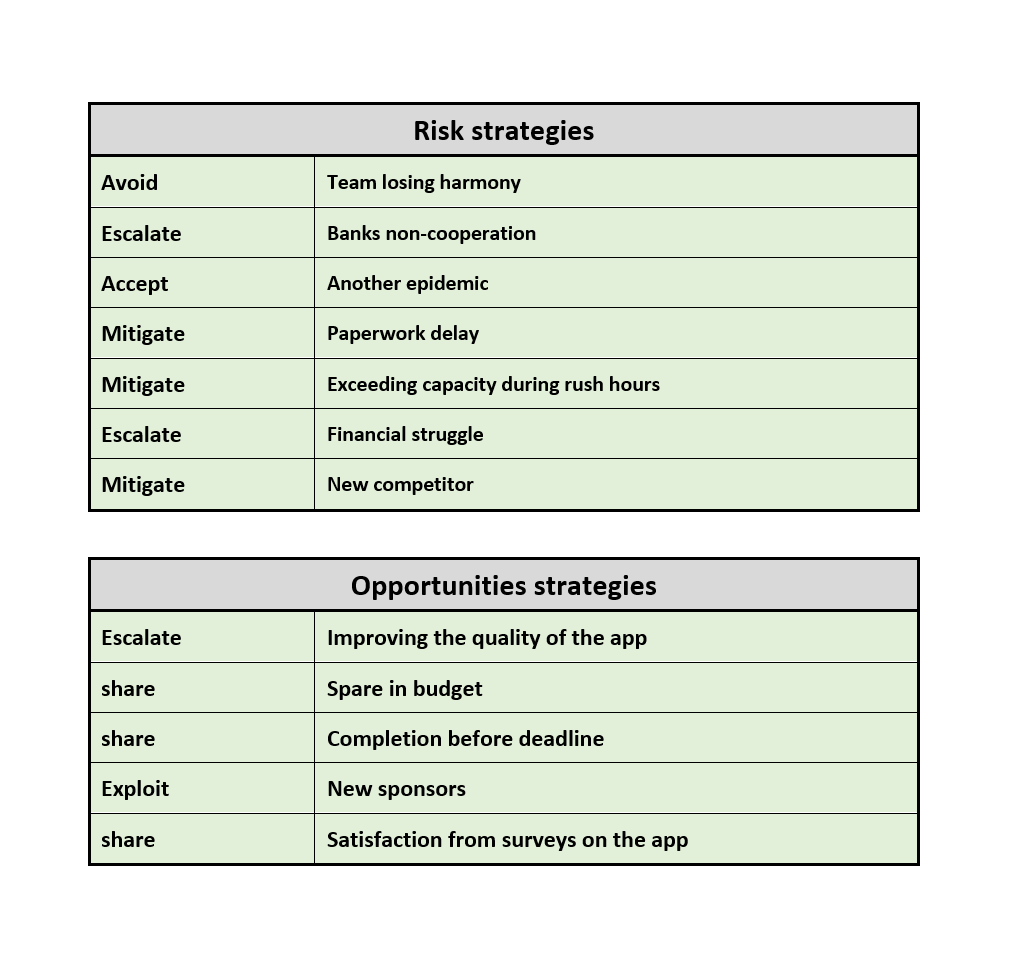 Risk strategies
Avoid Team losing harmony
Escalate Banks non-cooperation
Accept Another epidemic
Mitigate Paperwork delay
Mitigate Exceeding capacity during rush hours
Escalate Financial struggle
Mitigate New competitor
Opportunities strategies
Escalate Improving the quality of the app
share Spare in budget
share Completion before deadline
Exploit New sponsors
share Satisfaction from surveys on the app